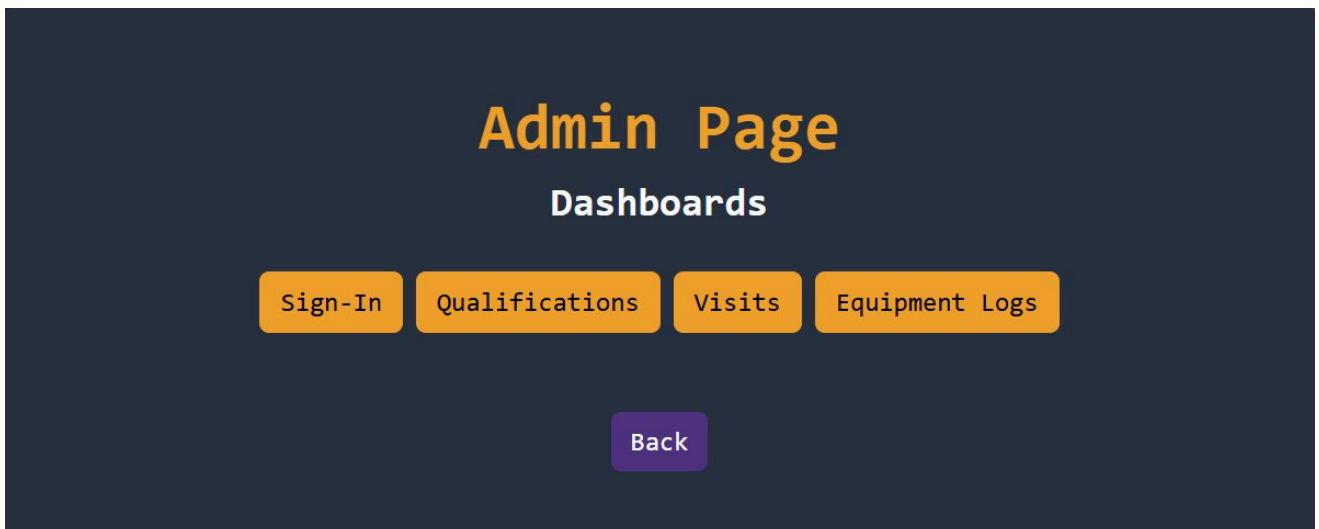 Admin Page
Dashboards
Sign-In Qualifications Visits Equipment Logs
Back